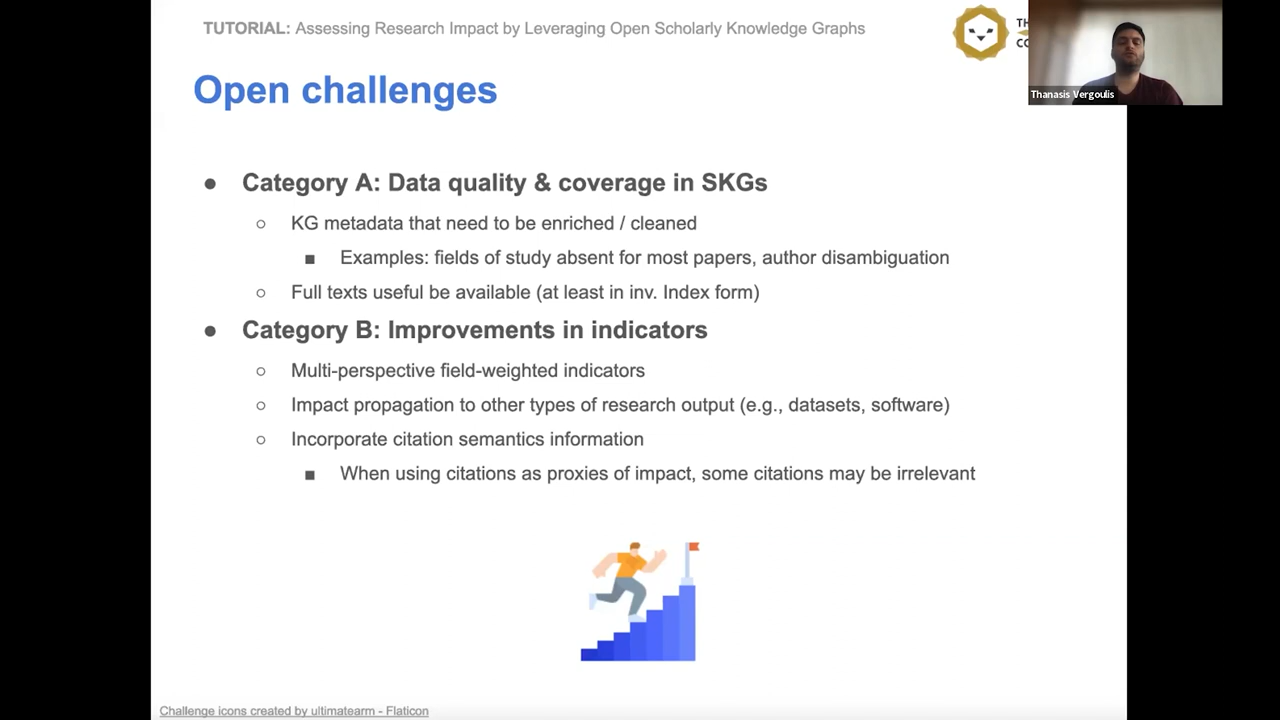 TUTORIAL: Assessing Research Impact by Leveraging Open Scholarly Knowledge Graphs
Thanasis Vergoulis
Open challenges
● Category A: Data quality & coverage in SKGs
○ KG metadata that need to be enriched / cleaned
■ Examples: fields of study absent for most papers, author disambiguation
○ Full texts useful be available (at least in inv. Index form)
● Category B: Improvements in indicators
○ Multi-perspective field-weighted indicators
○ Impact propagation to other types of research output (e.g., datasets, software)
○ Incorporate citation semantics information
■ When using citations as proxies of impact, some citations may be irrelevant
Challenge icons created by ultimatearm - Flaticon